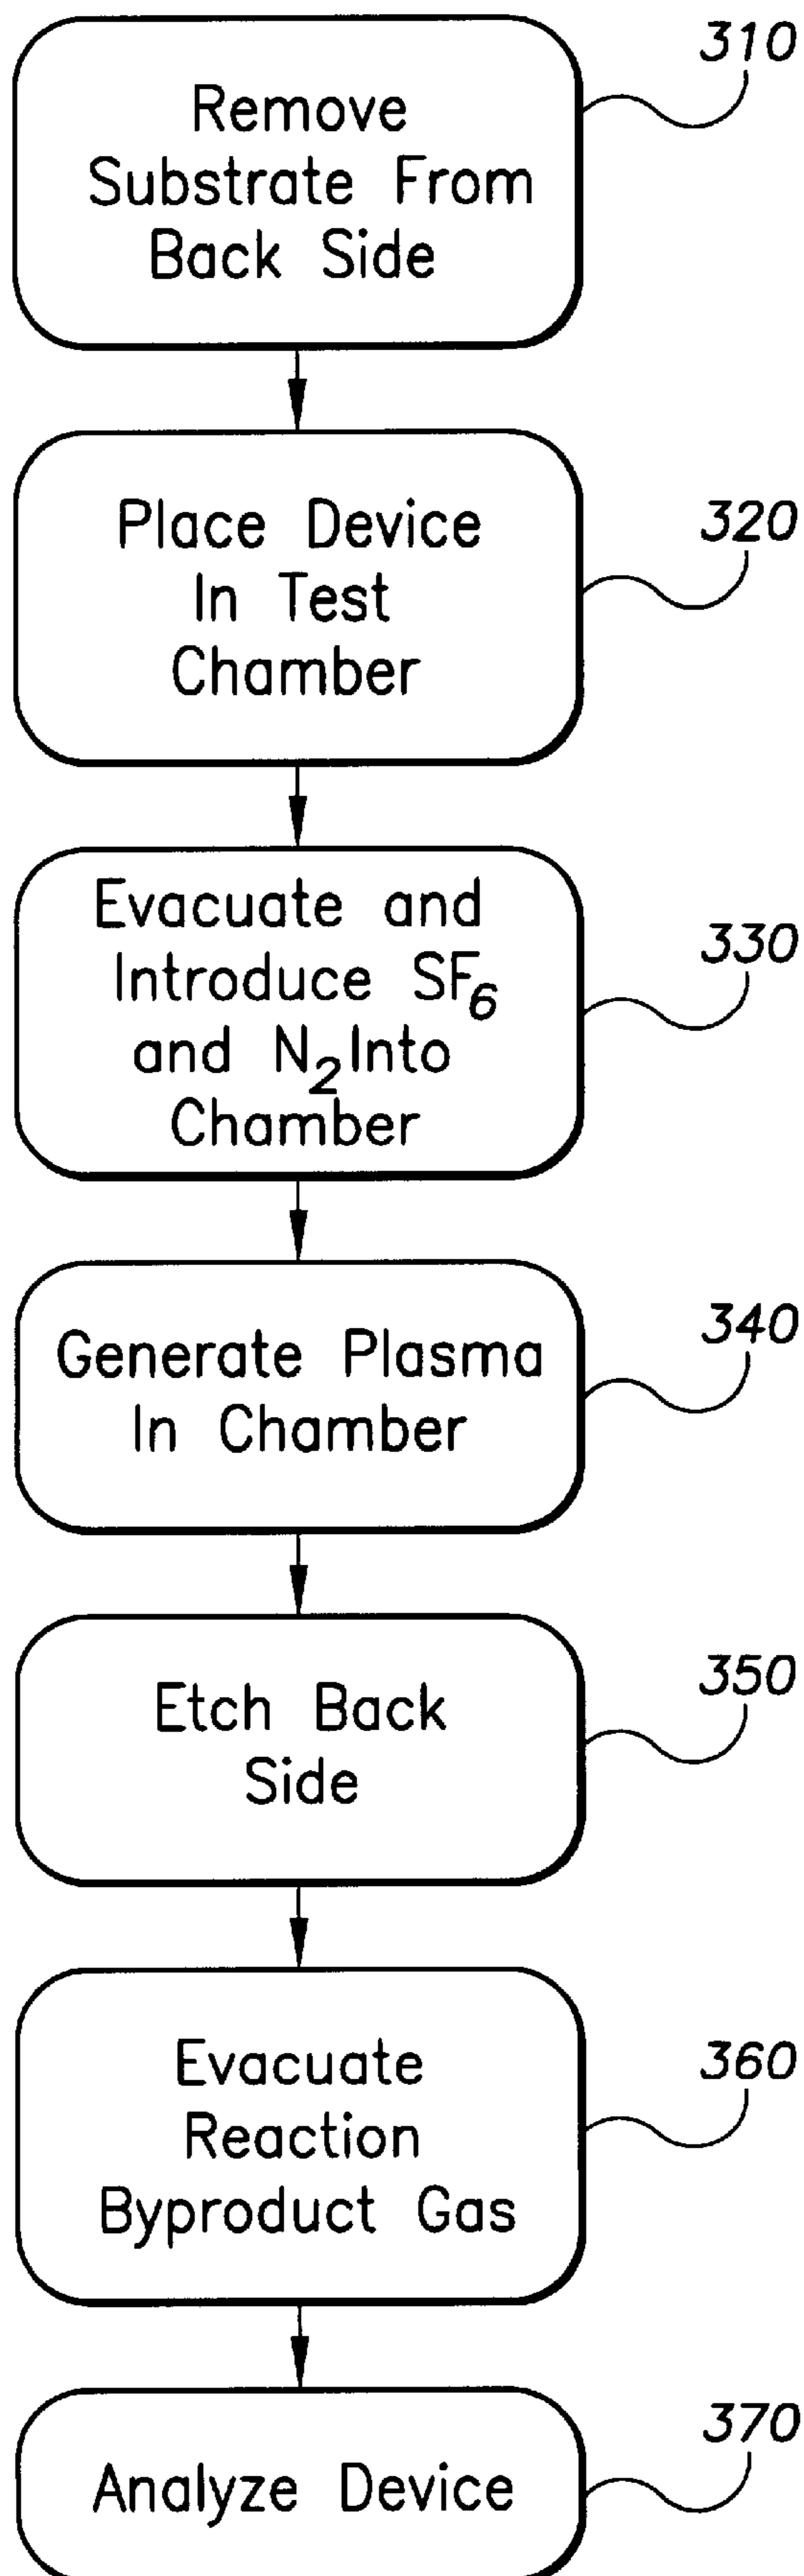 310
Remove
Substrate From
Back Side
320
Place Device
In Test
Chamber
330
Evacuate and
Introduce SF6
and N2 Into
Chamber
340
Generate Plasma
In Chamber
350
Etch Back
Side
360
Evacuate
Reaction
Byproduct Gas
370
Analyze Device